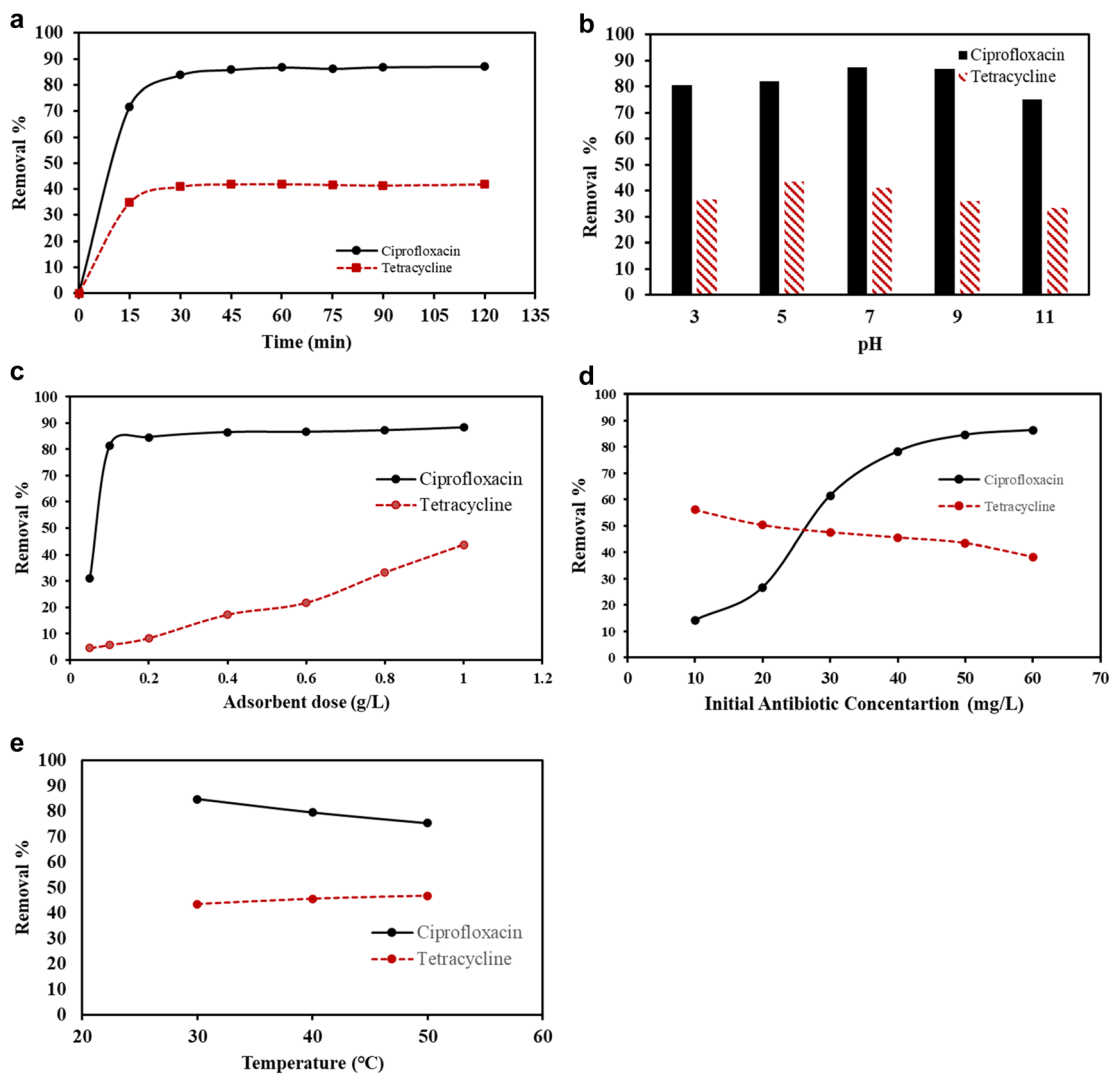 a
100
90
80
70
60
50
40
30
20
10
0
Removal %
Ciprofloxacin
Tetracycline
0 15 30 45 60 75 90 105 120 135
Time (min)
b
100
90
80
70
60
50
40
30
20
10
0
Removal %
Ciprofloxacin
Tetracycline
3 5 7 9 11
pH
c
100
90
80
70
60
50
40
30
20
10
0
Removal %
Ciprofloxacin
Tetracycline
0 0.2 0.4 0.6 0.8 1 1.2
Adsorbent dose (g/L)
d
100
90
80
70
60
50
40
30
20
10
0
Removal %
Ciprofloxacin
Tetracycline
0 10 20 30 40 50 60 70
Initial Antibiotic Concentartion (mg/L)
e
100
90
80
70
60
50
40
30
20
10
0
Removal %
Ciprofloxacin
Tetracycline
20 30 40 50 60
Temperature (℃)